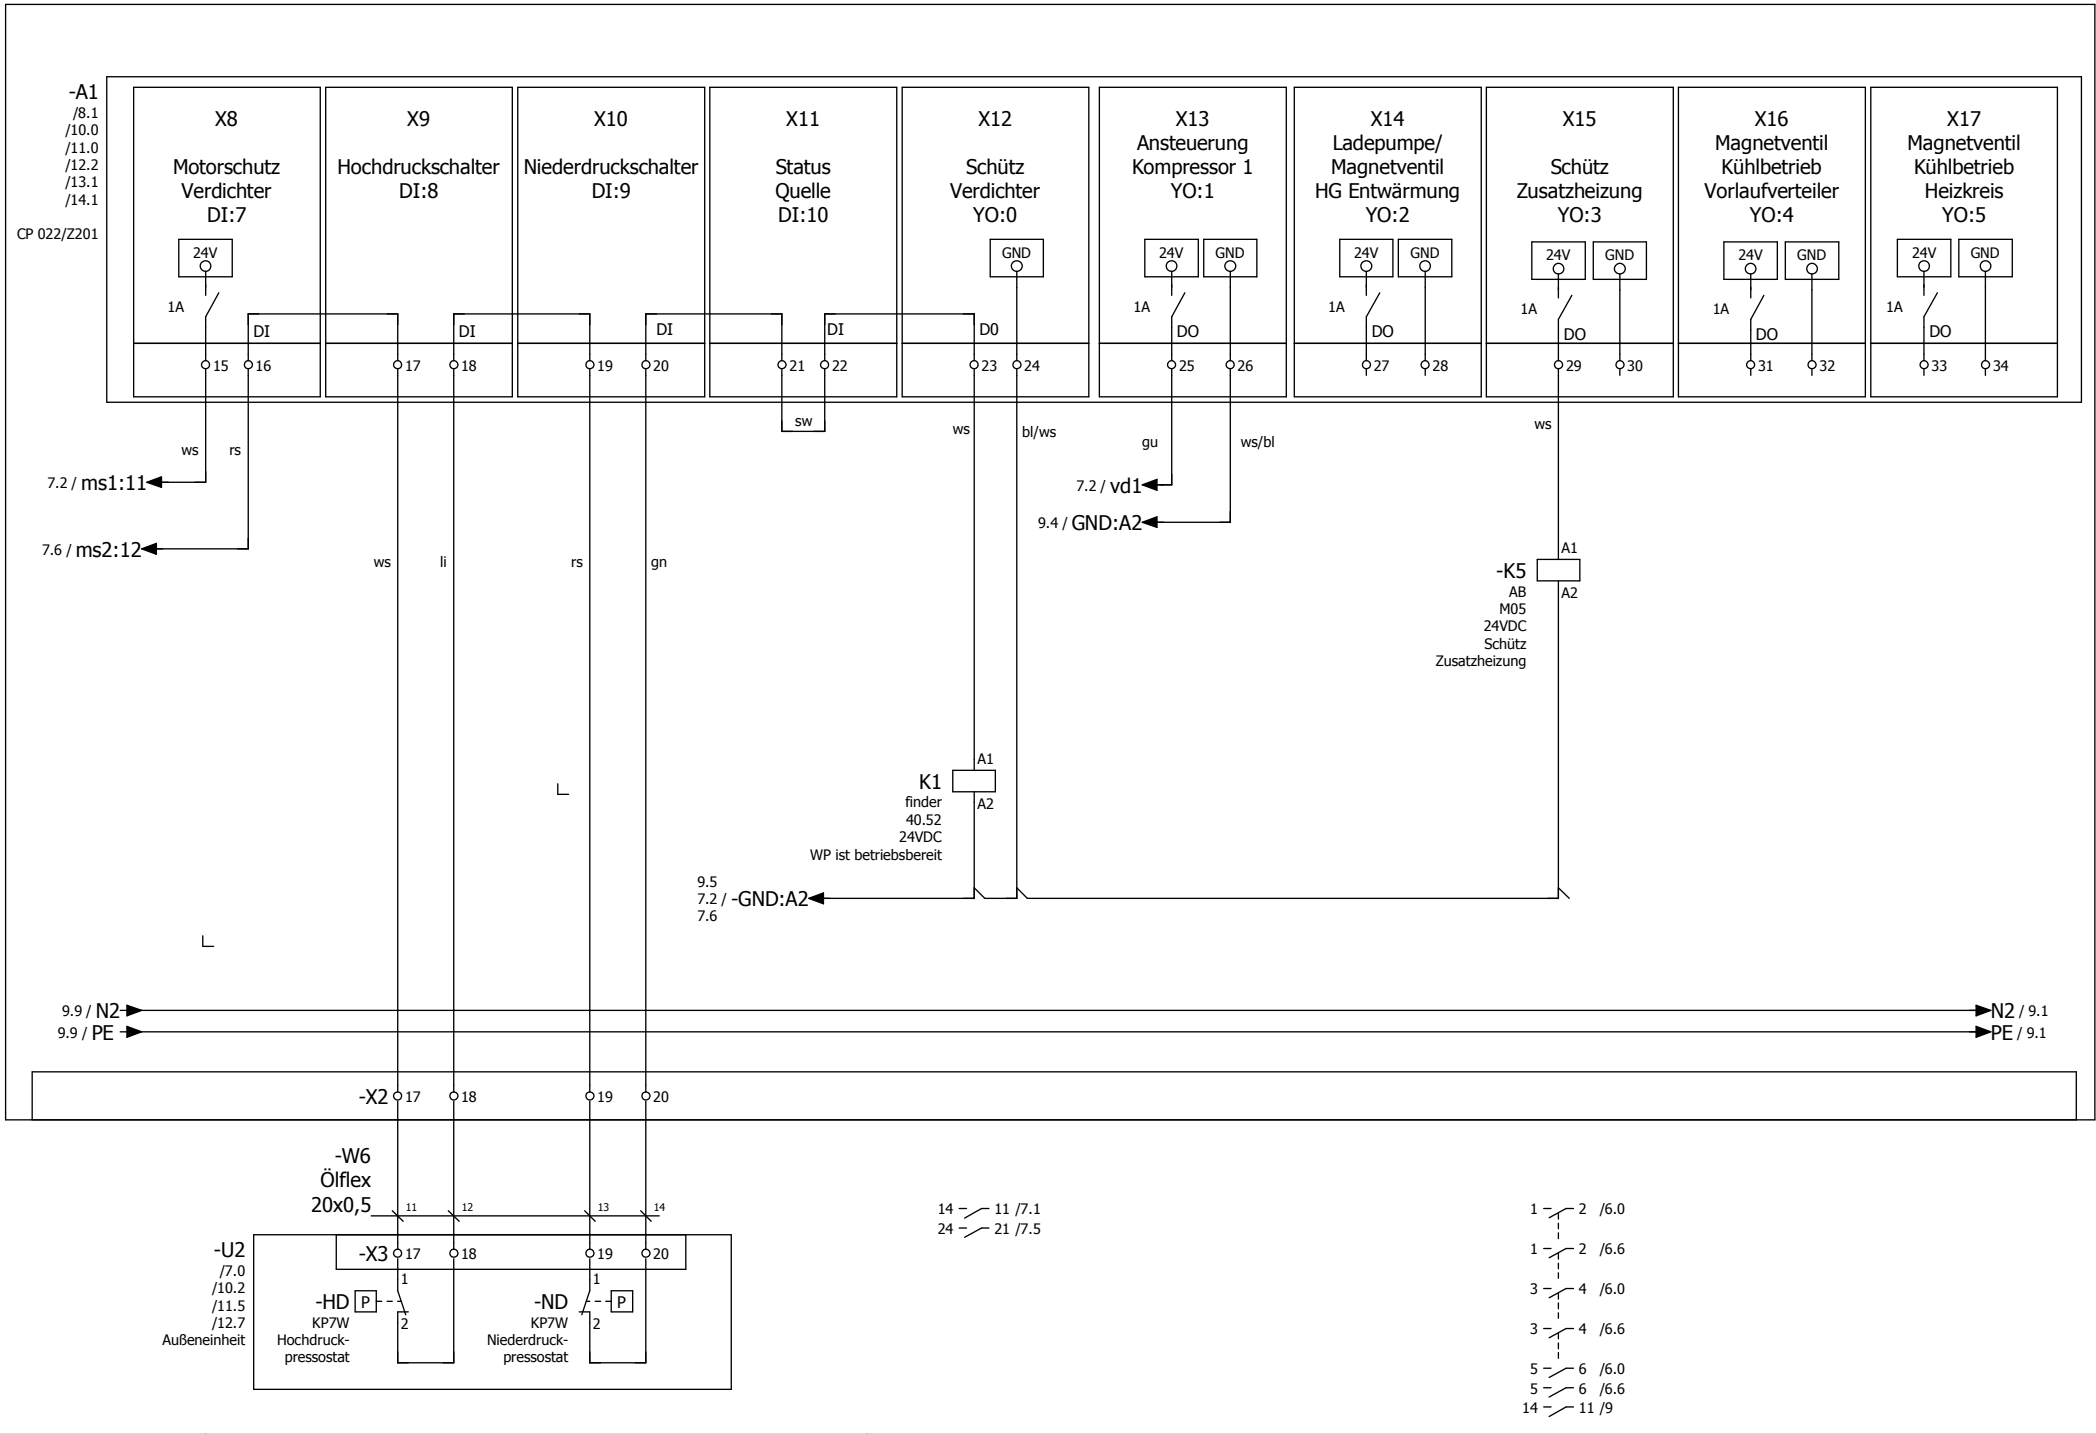 -A1
/8.1
/10.0
/11.0
/12.2
/13.1
/14.1
CP 022/Z201
X8
Motorschutz
Verdichter
DI:7
24V
1A
DI
15 16
X9
Hochdruckschalter
DI:8
DI
17 18
X10
Niederdruckschalter
DI:9
DI
19 20
X11
Status
Quelle
DI:10
DI
21 22
X12
Schütz
Verdichter
YO:0
GND
D0
23 24
X13
Ansteuerung
Kompressor 1
YO:1
24V GND
1A
DO
25 26
X14
Ladepumpe/
Magnetventil
HG Entwärmung
YO:2
24V GND
1A
DO
27 28
X15
Schütz
Zusatzheizung
YO:3
24V GND
1A
DO
29 30
X16
Magnetventil
Kühlbetrieb
Vorlaufverteiler
YO:4
24V GND
1A
DO
31 32
X17
Magnetventil
Kühlbetrieb
Heizkreis
YO:5
24V GND
1A
DO
33 34
ws rs
7.2 / ms1:11
7.6 / ms2:12
ws li rs gn
sw
ws bl/ws
gu ws/bl
7.2 / vd1
9.4 / GND:A2
ws
A1
-K5
A2
AB
M05
24VDC
Schütz
Zusatzheizung
A1
K1
A2
finder
40.52
24VDC
WP ist betriebsbereit
9.5
7.2 / -GND:A2
7.6
9.9 / N2
N2 / 9.1
9.9 / PE
PE / 9.1
-X2 17 18 19 20
-W6
Ölflex
20x0,5
11 12 13 14
-U2
/7.0
/10.2
/11.5
/12.7
Außeneinheit
-X3 17 18 19 20
1
-HD P
2
KP7W
Hochdruck-
pressostat
1
-ND P
2
KP7W
Niederdruck-
pressostat
14 11 /7.1
24 21 /7.5
1 2 /6.0
1 2 /6.6
3 4 /6.0
3 4 /6.6
5 6 /6.0
5 6 /6.6
14 11 /9